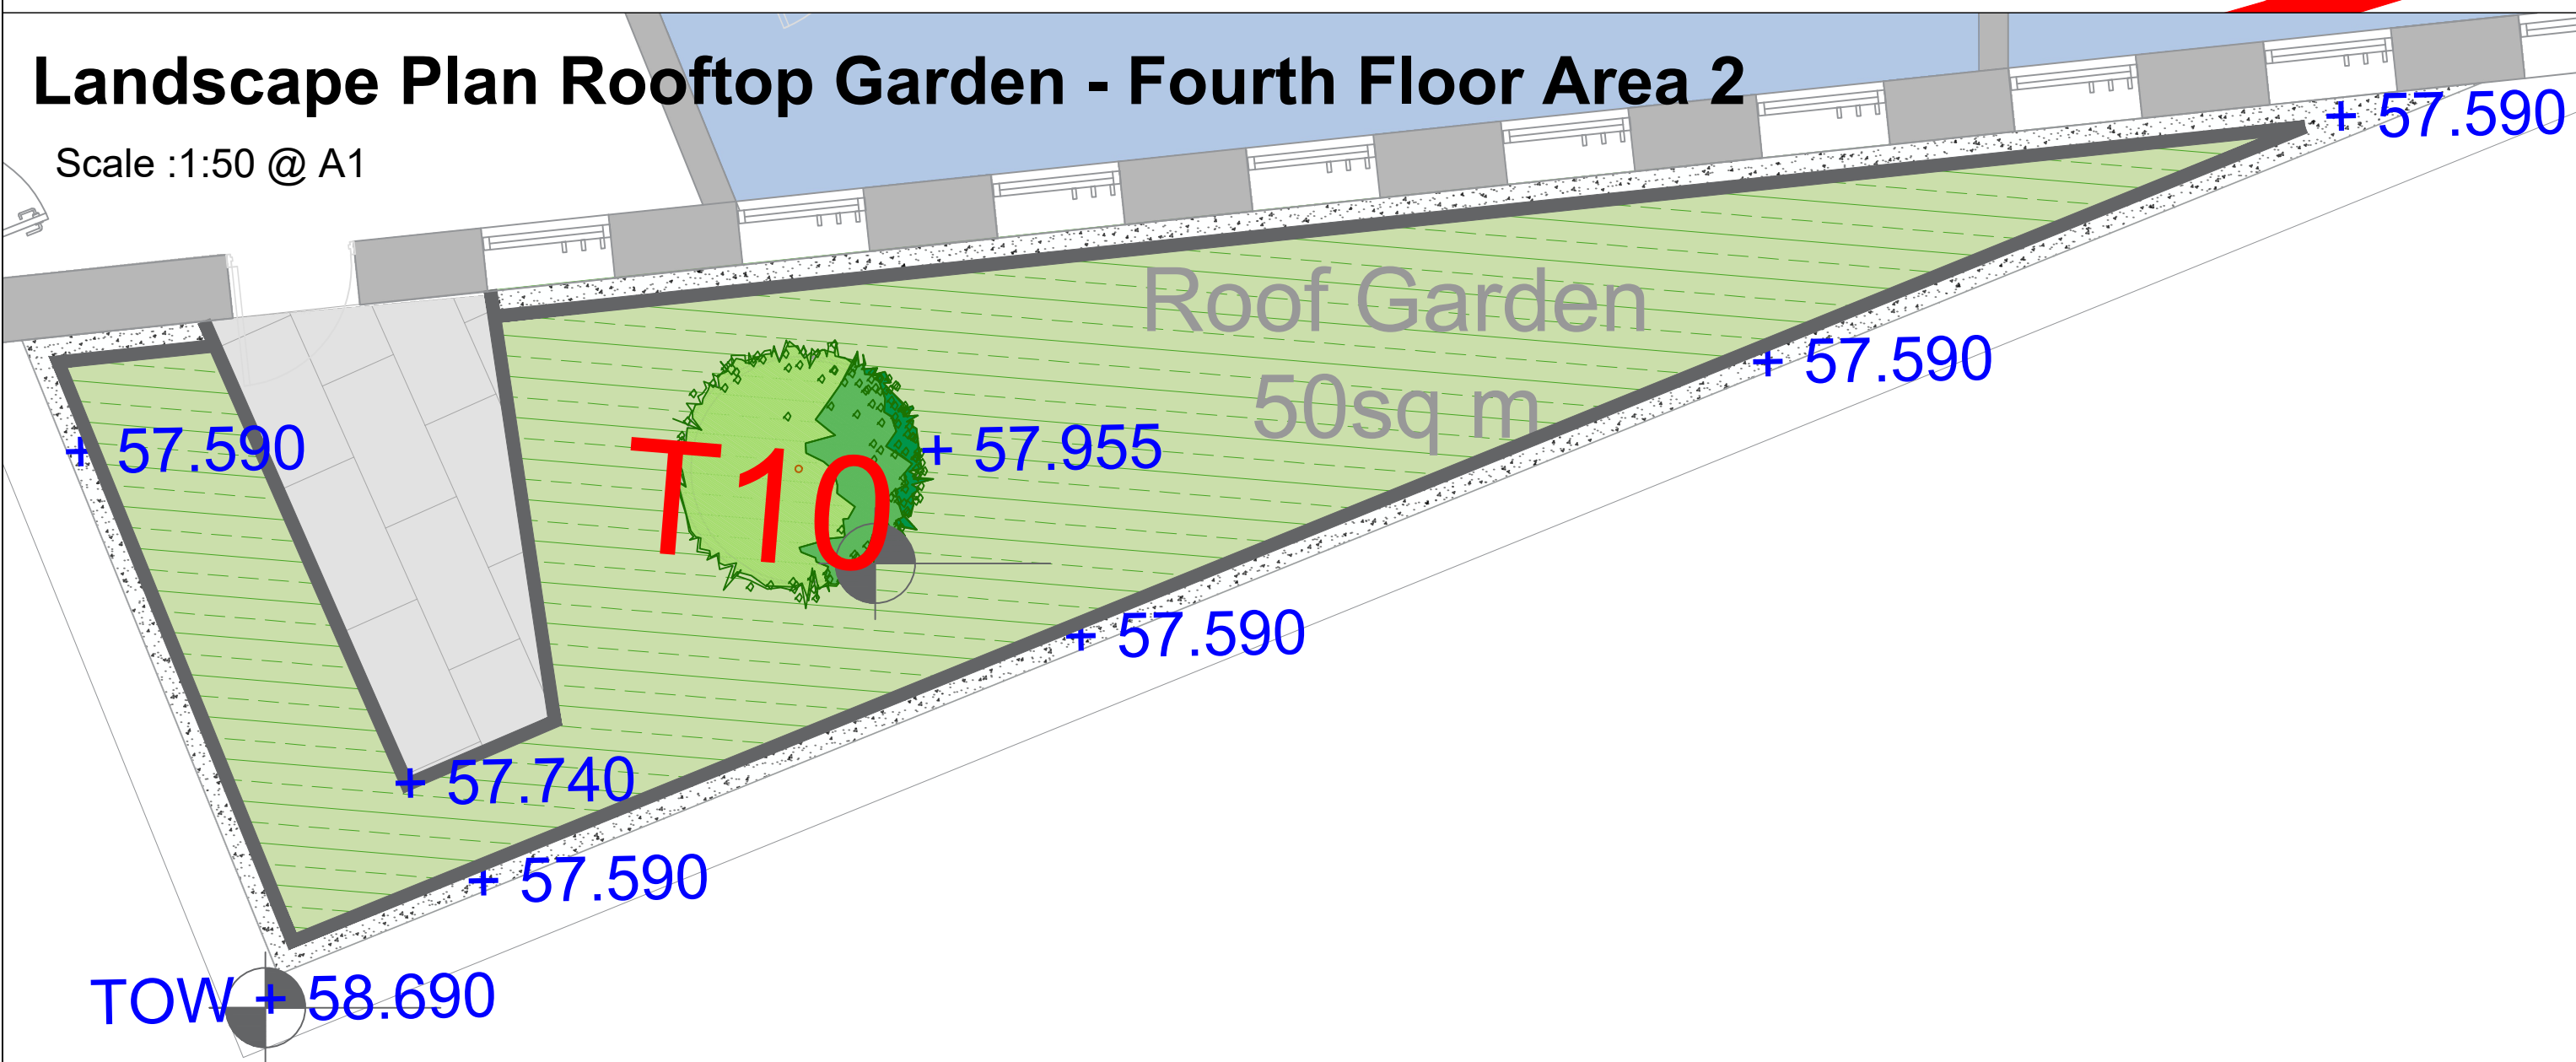 Landscape Plan Rooftop Garden - Fourth Floor Area 2
Scale :1:50 @ A1
+ 57.590
Roof Garden
50sq m
+ 57.590
+ 57.590
+ 57.955
T10
+ 57.590
+ 57.740
+ 57.590
TOW + 58.690